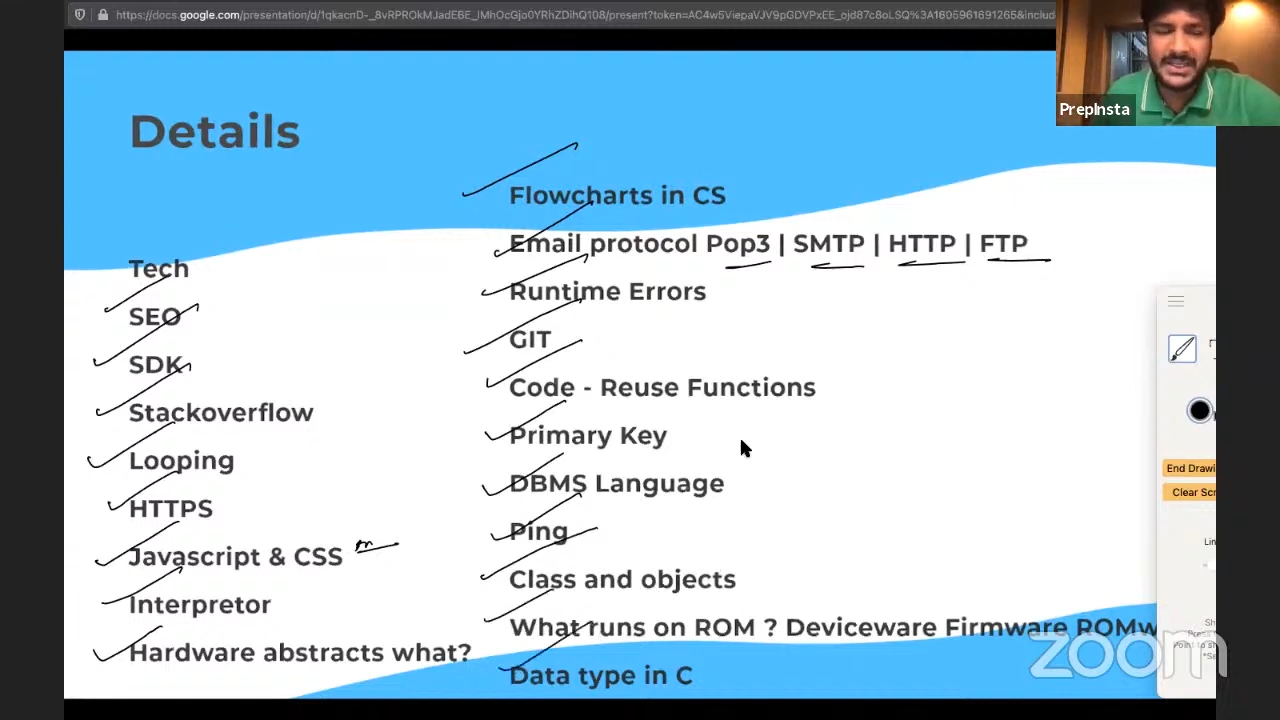 https://docs.google.com/presentation/d/1qkacnD-_8vRPROkMJadE6E_IMhOcGjo0YRhZDihQ108/present?token=AC4w5ViepaVJV9pGDVPxEE_ojd87c8oLSQ%3A1605961691265&inclu
PrepInsta
Details
Tech
SEO
SDK
Stackoverflow
Looping
HTTPS
Javascript & CSS
Interpretor
Hardware abstracts what?
Flowcharts in CS
Email protocol Pop3 | SMTP | HTTP | FTP
Runtime Errors
GIT
Code - Reuse Functions
Primary Key
DBMS Language
Ping
Class and objects
What runs on ROM ? Deviceware Firmware ROMw
Data type in C
End Drawi
Clear Scr
zoom